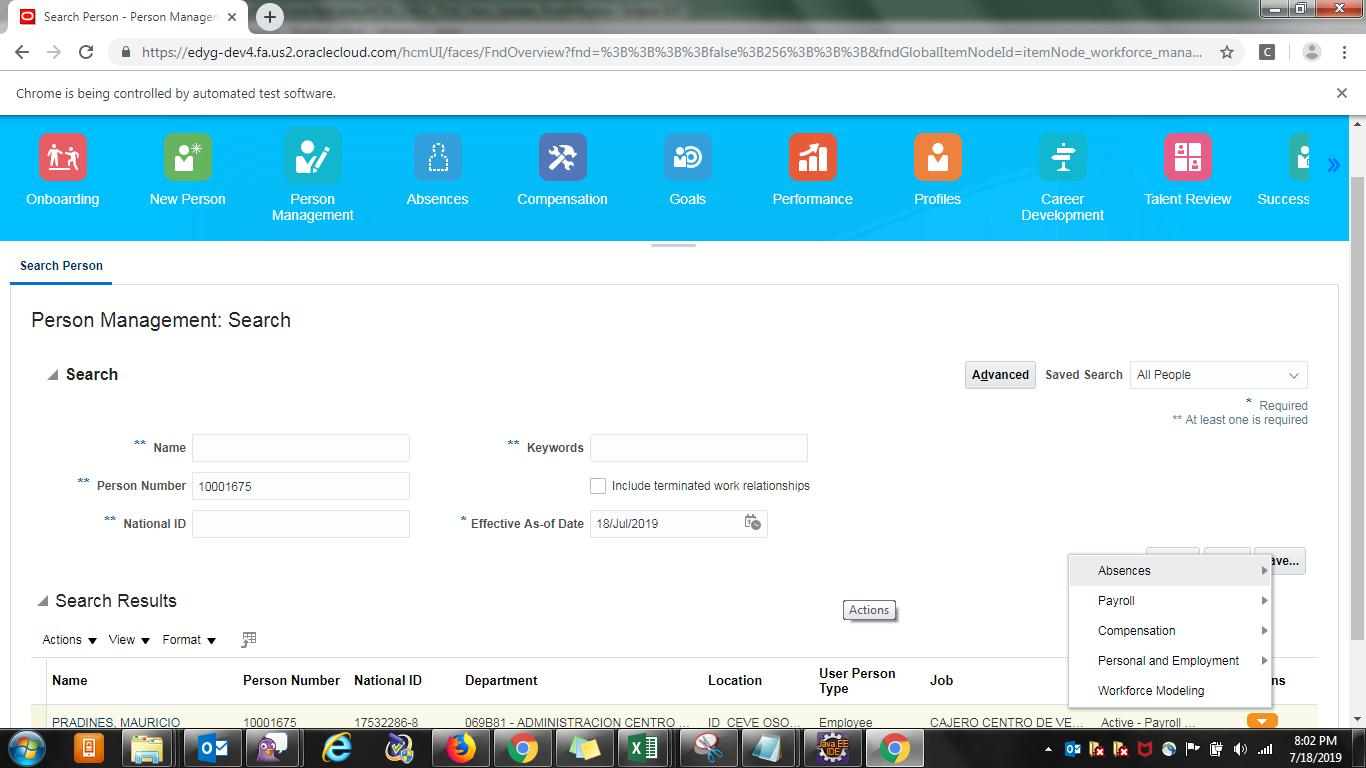 Search Person - Person Managem
https://edyg-dev4.fa.us2.oraclecloud.com/hcmUI/faces/FndOverview?fnd=%3B%3B%3B%3Bfalse%3B256%3B%3B%3B&fndGlobalItemNodeId=itemNode_workforce_mana...
C
Chrome is being controlled by automated test software.
Onboarding
New Person
Person Management
Absences
Compensation
Goals
Performance
Profiles
Career Development
Talent Review
Success
Search Person
Person Management: Search
Search
Advanced Saved Search All People
* Required
** At least one is required
** Name
** Keywords
** Person Number 10001675
Include terminated work relationships
** National ID
* Effective As-of Date 18/Jul/2019
ave...
Absences
Payroll
Compensation
Personal and Employment
Workforce Modeling
Search Results
Actions
Actions View Format
Name Person Number National ID Department Location User Person Type Job ns
PRADINES, MAURICIO 10001675 17532286-8 069B81 - ADMINISTRACION CENTRO ... ID_CEVE OSO... Employee CAJERO CENTRO DE VE... Active - Payroll ...
Java EE
IDE
8:02 PM
7/18/2019